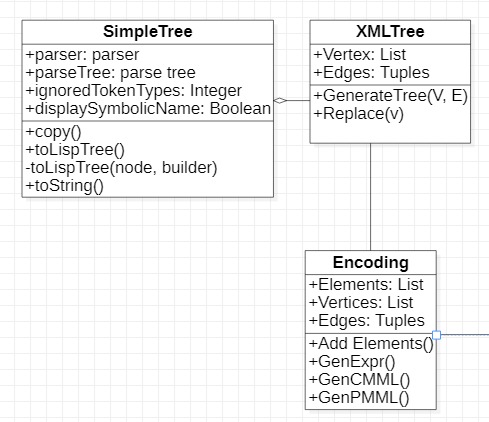 SimpleTree
+parser: parser
+parseTree: parse tree
+ignoredTokenTypes: Integer
+displaySymbolicName: Boolean
+copy()
+toLispTree()
-toLispTree(node, builder)
+toString()
XMLTree
+Vertex: List
+Edges: Tuples
+GenerateTree(V, E)
+Replace(v)
Encoding
+Elements: List
+Vertices: List
+Edges: Tuples
+Add Elements()
+GenExpr()
+GenCMML()
+GenPMML()